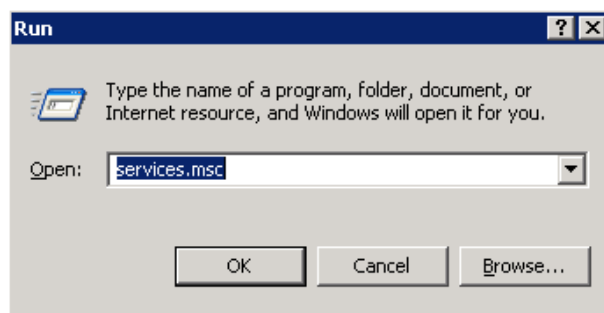 Run
Type the name of a program, folder, document, or
Internet resource, and Windows will open it for you.
Open: services.msc
OK Cancel Browse...